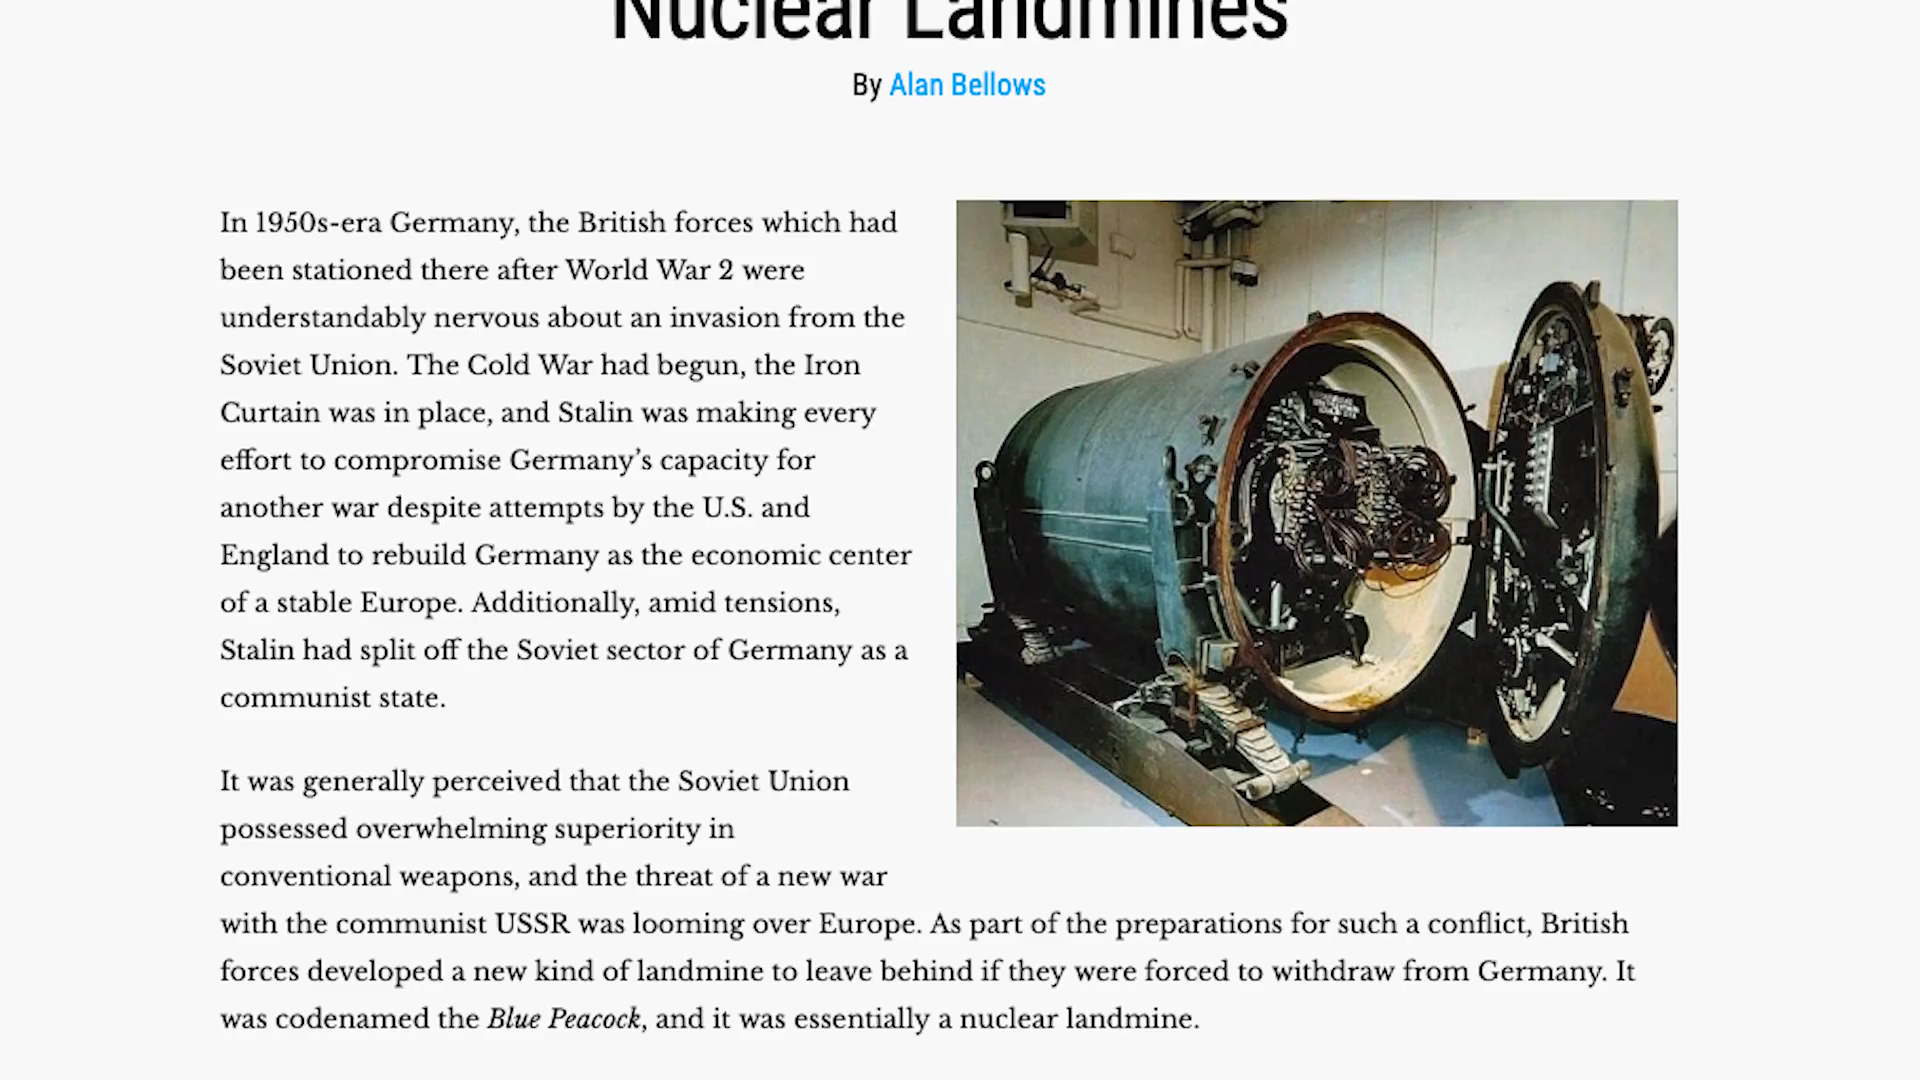 Nuclear Landmines
By Alan Bellows
In 1950s-era Germany, the British forces which had
been stationed there after World War 2 were
understandably nervous about an invasion from the
Soviet Union. The Cold War had begun, the Iron
Curtain was in place, and Stalin was making every
effort to compromise Germany’s capacity for
another war despite attempts by the U.S. and
England to rebuild Germany as the economic center
of a stable Europe. Additionally, amid tensions,
Stalin had split off the Soviet sector of Germany as a
communist state.
It was generally perceived that the Soviet Union
possessed overwhelming superiority in
conventional weapons, and the threat of a new war
with the communist USSR was looming over Europe. As part of the preparations for such a conflict, British
forces developed a new kind of landmine to leave behind if they were forced to withdraw from Germany. It
was codenamed the Blue Peacock, and it was essentially a nuclear landmine.